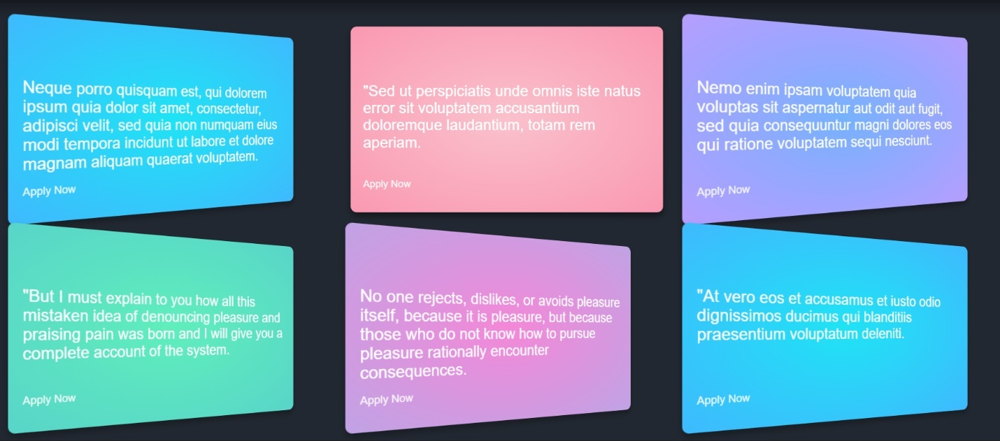 Neque porro quisquam est, qui dolorem
ipsum quia dolor sit amet, consectetur,
adipisci velit, sed quia non numquam eius
modi tempora incidunt ut labore et dolore
magnam aliquam quaerat voluptatem.
Apply Now
"Sed ut perspiciatis unde omnis iste natus
error sit voluptatem accusantium
doloremque laudantium, totam rem
aperiam.
Apply Now
Nemo enim ipsam voluptatem quia
voluptas sit aspernatur aut odit aut fugit,
sed quia consequuntur magni dolores eos
qui ratione voluptatem sequi nesciunt.
Apply Now
"But I must explain to you how all this
mistaken idea of denouncing pleasure and
praising pain was born and I will give you a
complete account of the system.
Apply Now
No one rejects, dislikes, or avoids pleasure
itself, because it is pleasure, but because
those who do not know how to pursue
pleasure rationally encounter
consequences.
Apply Now
"At vero eos et accusamus et iusto odio
dignissimos ducimus qui blanditiis
praesentium voluptatum deleniti.
Apply Now